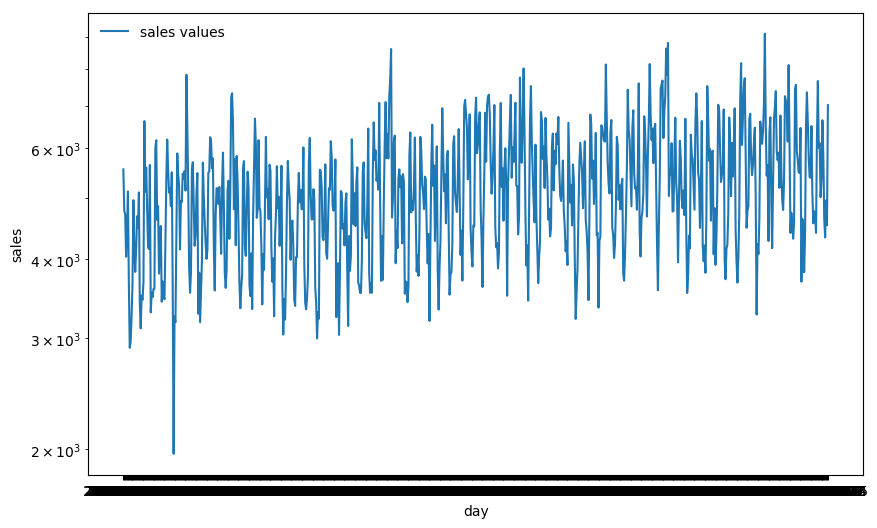 sales values
sales
6 × 10³
4 × 10³
3 × 10³
2 × 10³
day